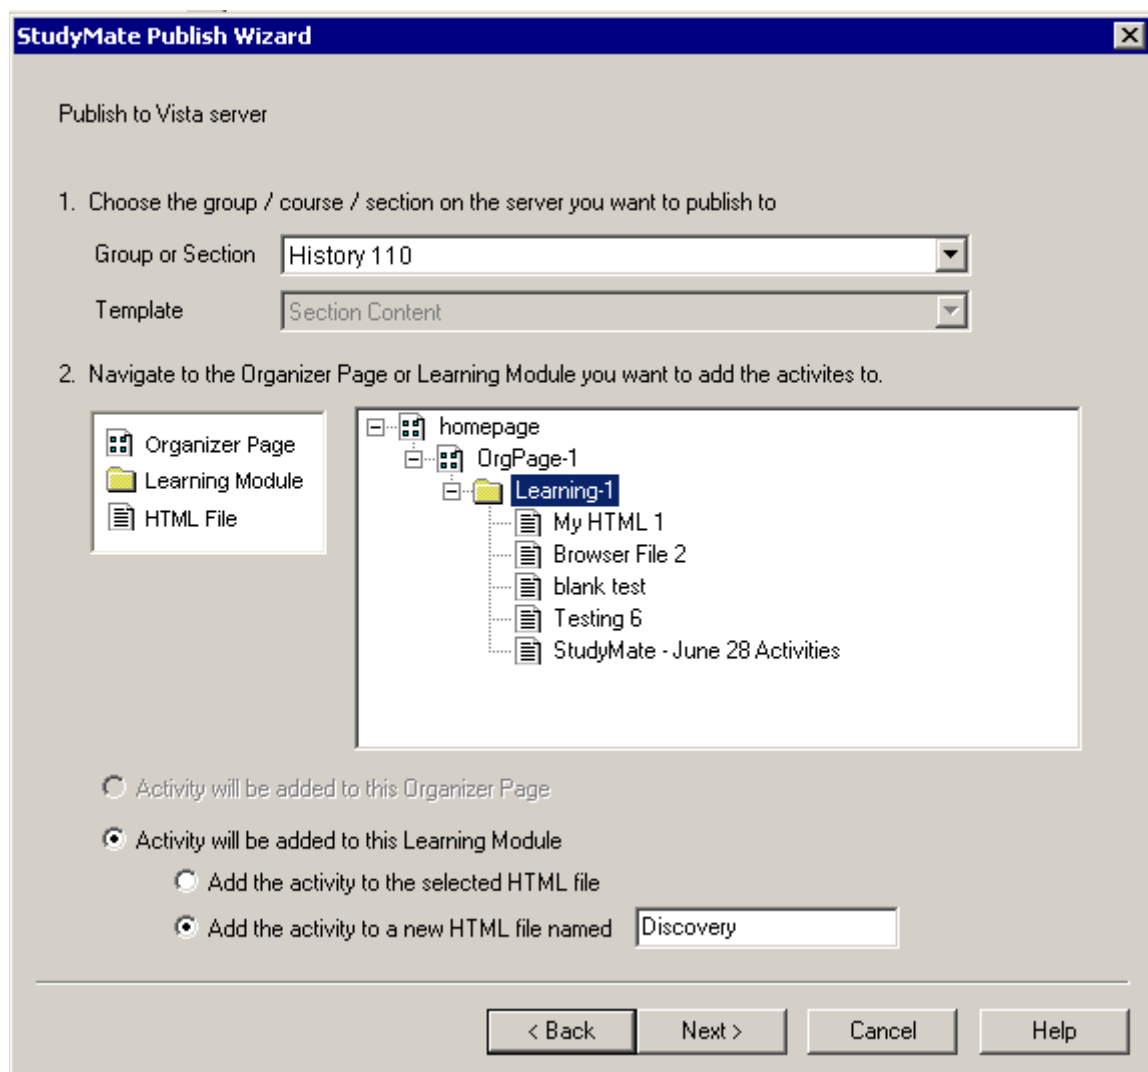 StudyMate Publish Wizard
Publish to Vista server
1. Choose the group / course / section on the server you want to publish to
Group or Section History 110
Template Section Content
2. Navigate to the Organizer Page or Learning Module you want to add the activites to.
Organizer Page
Learning Module
HTML File
homepage
OrgPage-1
Learning-1
My HTML 1
Browser File 2
blank test
Testing 6
StudyMate - June 28 Activities
Activity will be added to this Organizer Page
Activity will be added to this Learning Module
Add the activity to the selected HTML file
Add the activity to a new HTML file named Discovery
< Back Next > Cancel Help